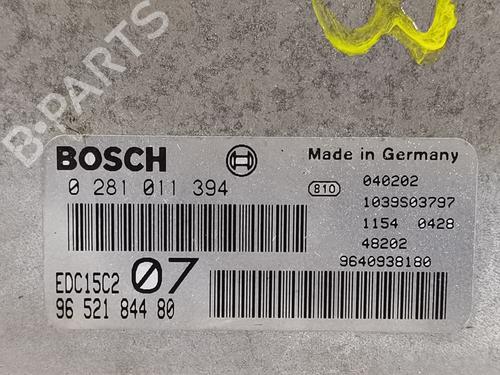 B-PARTS
BOSCH
Made in Germany
0 281 011 394
810
040202
1039S03797
1154 0428
48202
9640938180
EDC15C2 07
96 521 844 80